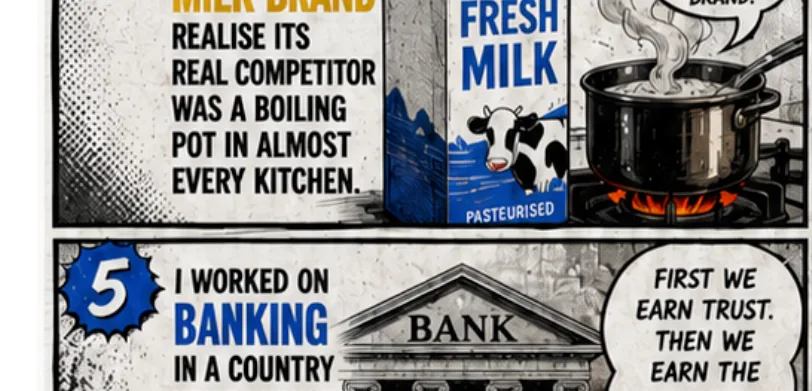 MILK BRAND
REALISE ITS
REAL COMPETITOR
WAS A BOILING
POT IN ALMOST
EVERY KITCHEN.
FRESH
MILK
PASTEURISED
BRAND?
5
I WORKED ON
BANKING
IN A COUNTRY
BANK
FIRST WE
EARN TRUST.
THEN WE
EARN THE